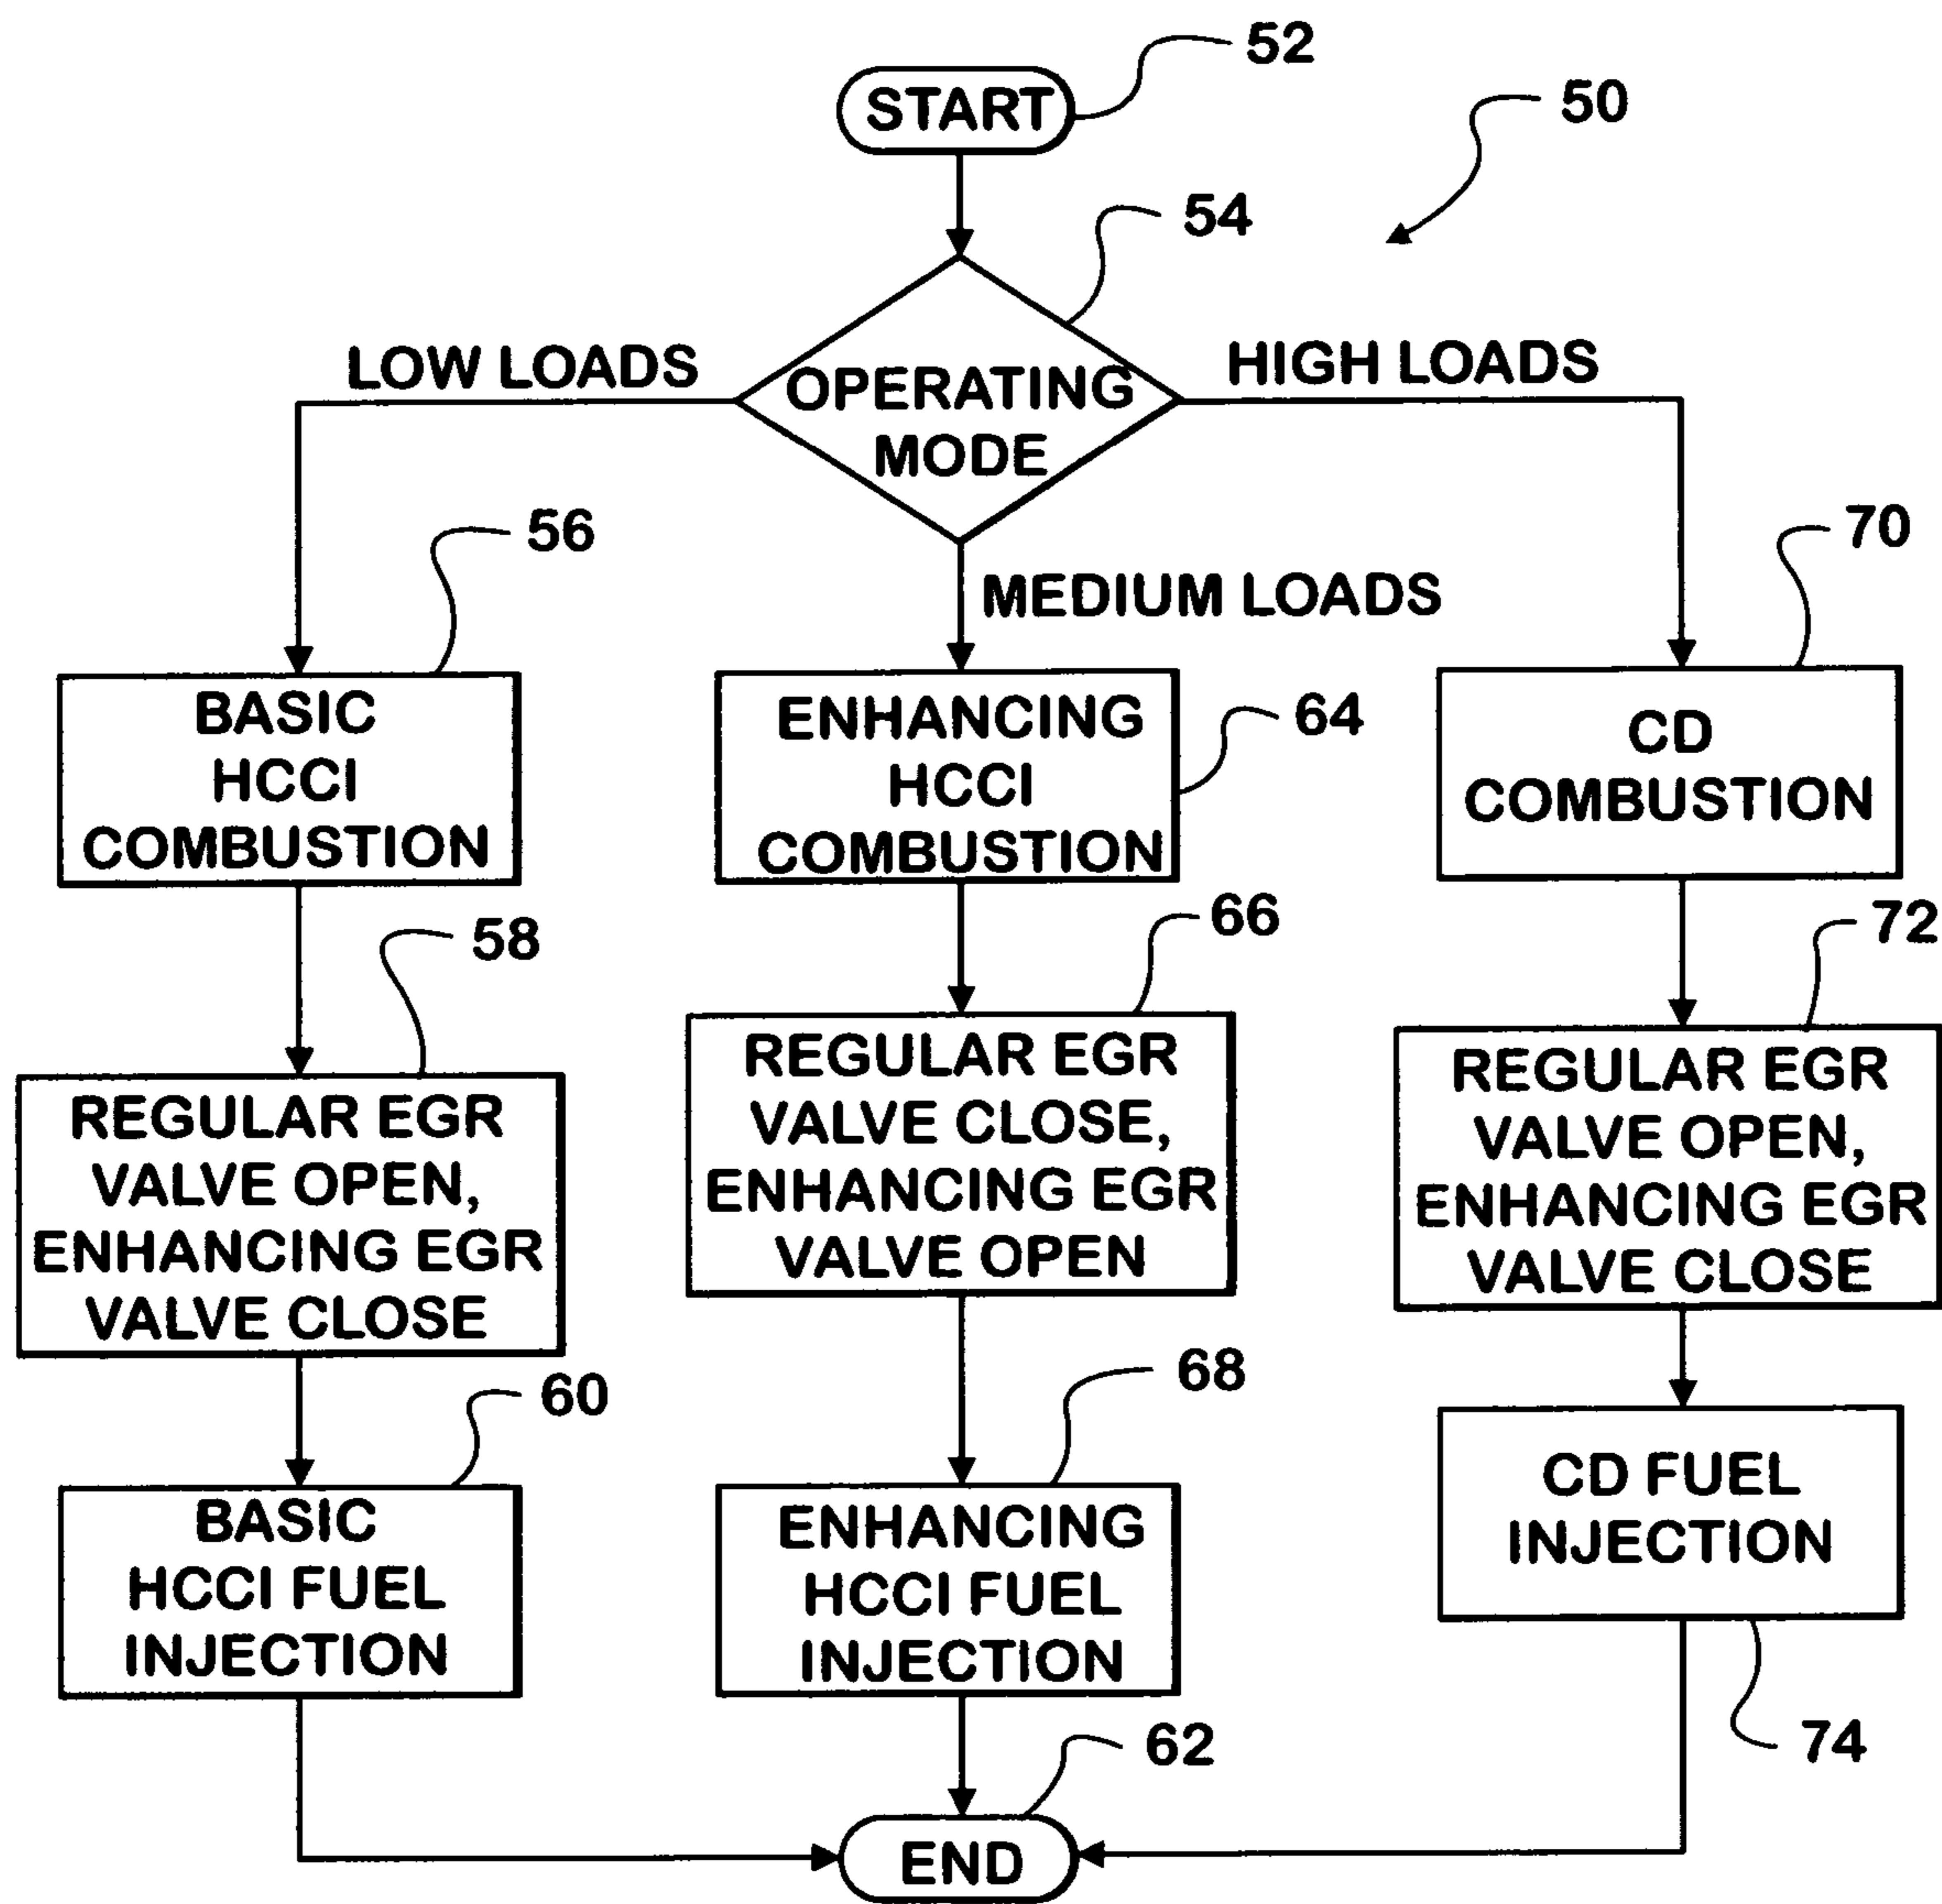 START
52
50
54
OPERATING
MODE
LOW LOADS
HIGH LOADS
MEDIUM LOADS
56
BASIC
HCCI
COMBUSTION
58
REGULAR EGR
VALVE OPEN,
ENHANCING EGR
VALVE CLOSE
60
BASIC
HCCI FUEL
INJECTION
64
ENHANCING
HCCI
COMBUSTION
66
REGULAR EGR
VALVE CLOSE,
ENHANCING EGR
VALVE OPEN
68
ENHANCING
HCCI FUEL
INJECTION
70
CD
COMBUSTION
72
REGULAR EGR
VALVE OPEN,
ENHANCING EGR
VALVE CLOSE
CD FUEL
INJECTION
74
62
END